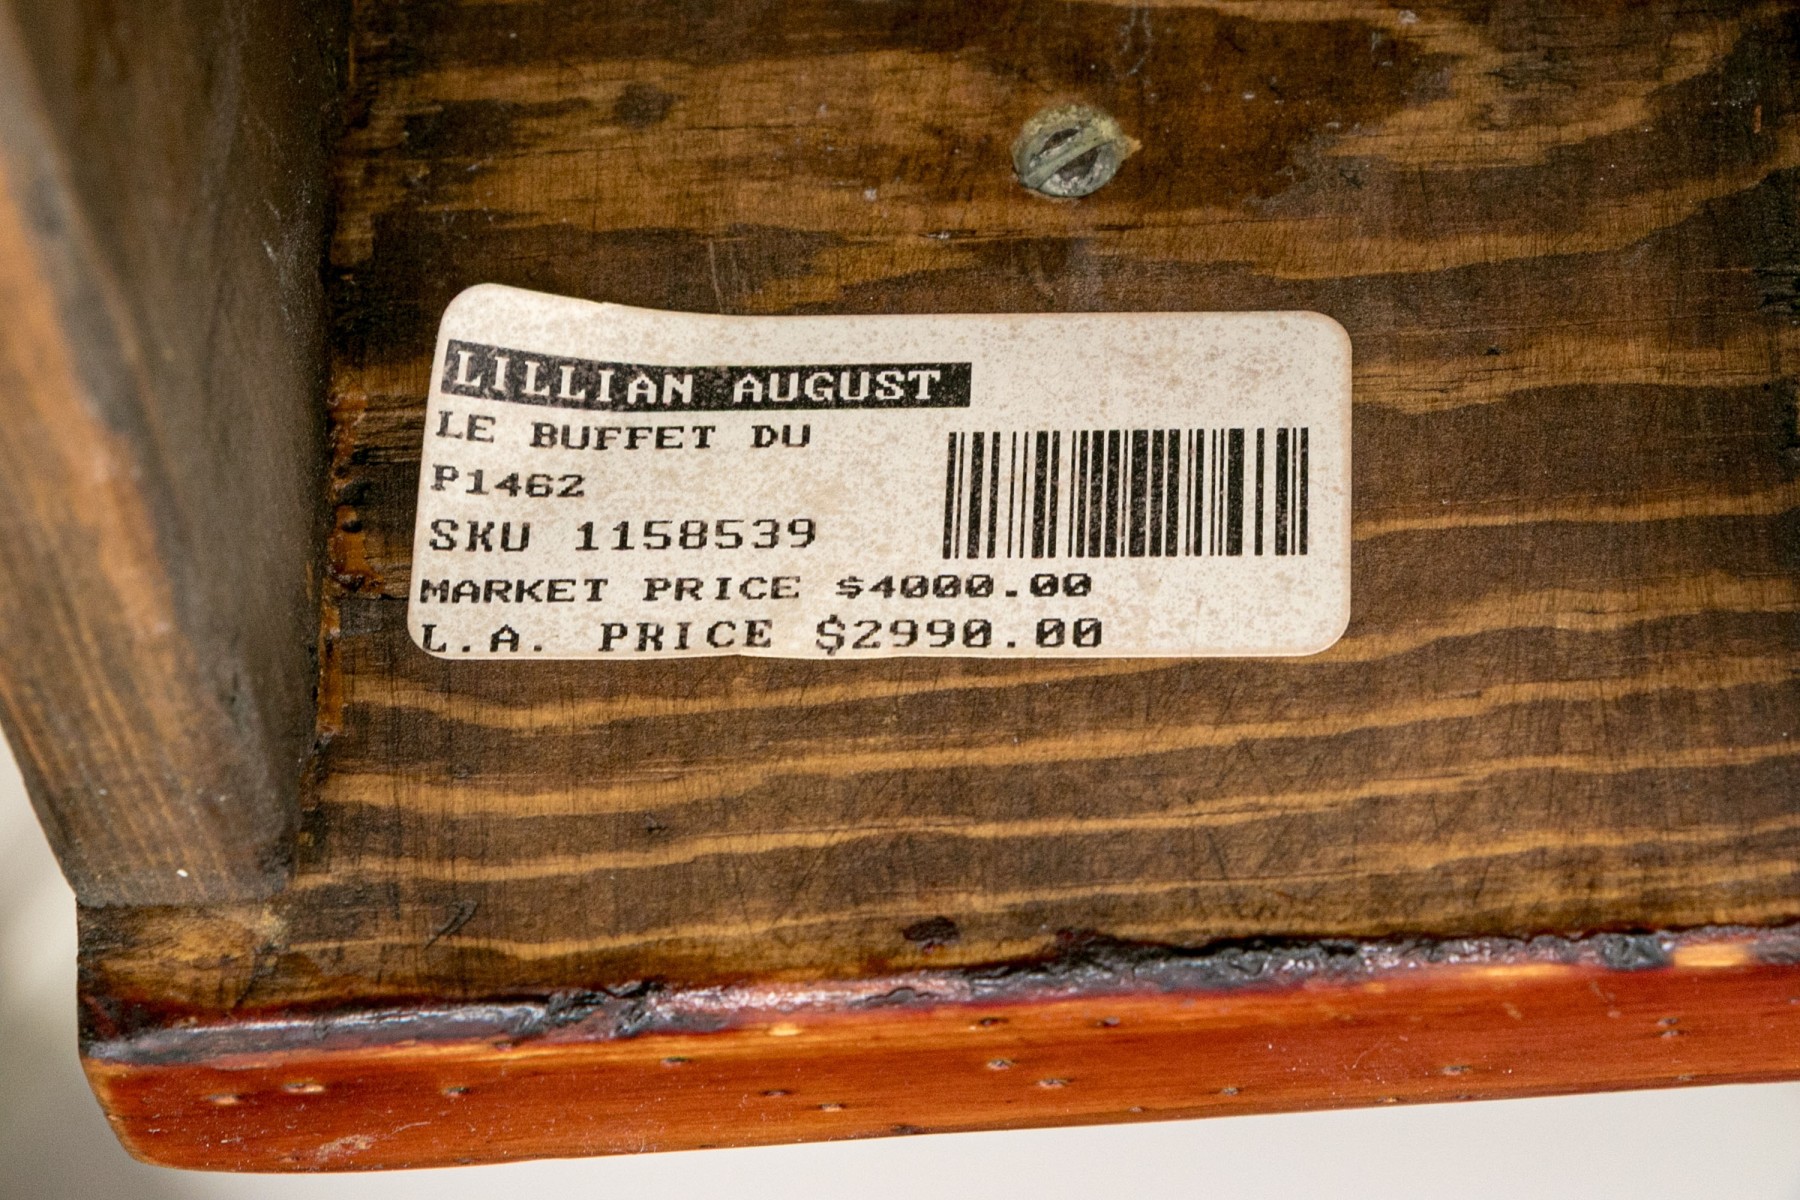 LILLIAN AUGUST
LE BUFFET DU
P1462
SKU 1158539
MARKET PRICE $4000.00
L.A. PRICE $2990.00